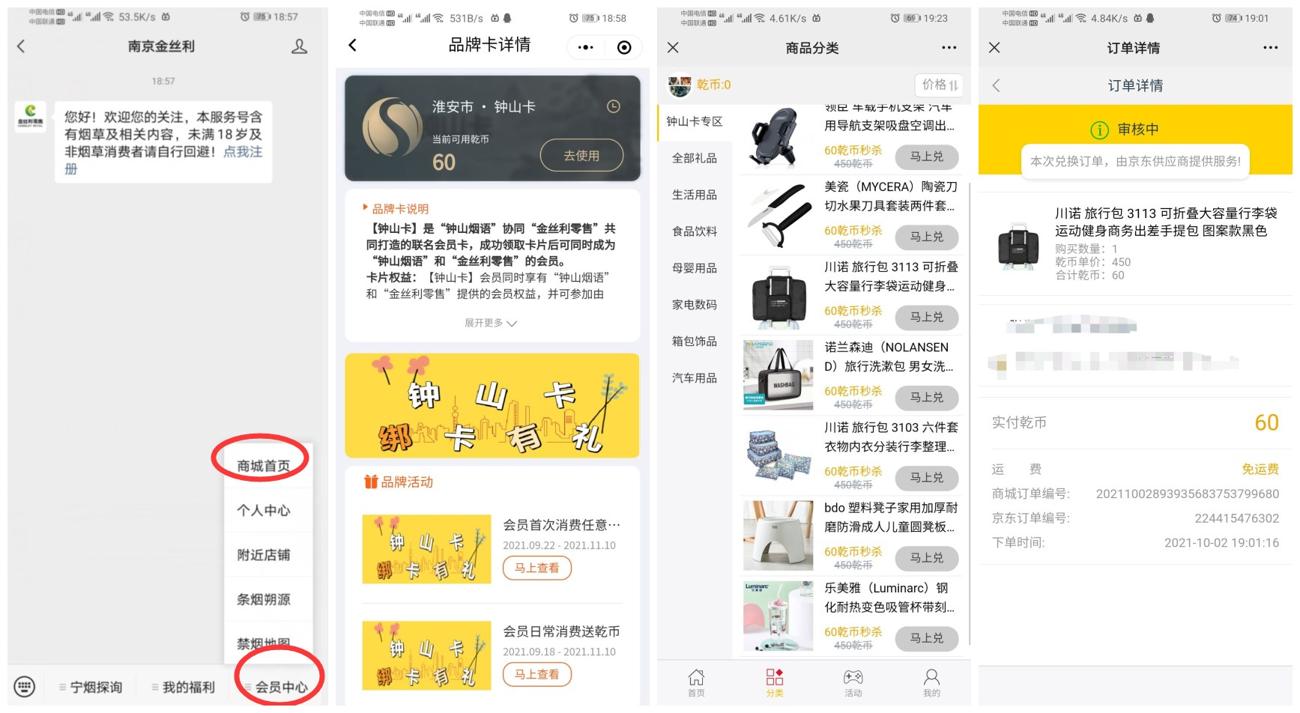 中国电信HD
中国联通HD
53.5K/s
75
18:57
南京金丝利
18:57
金丝利零售
您好！欢迎您的关注，本服务号含
有烟草及相关内容，未满18岁及
非烟草消费者请自行回避！点我注
册
商城首页
个人中心
附近店铺
条烟朔源
禁烟地图
宁烟探询
我的福利
会员中心
中国电信HD
中国联通HD
531B/s
75
18:58
品牌卡详情
淮安市 · 钟山卡
当前可用乾币
60
去使用
品牌卡说明
【钟山卡】是“钟山烟语”协同“金丝利零售”共
同打造的联名会员卡，成功领取卡片后可同时成为
“钟山烟语”和“金丝利零售”的会员。
卡片权益：【钟山卡】会员同时享有“钟山烟语”
和“金丝利零售”提供的会员权益，并可参加由
展开更多
钟山卡
绑卡有礼
品牌活动
钟山卡
绑卡有礼
会员首次消费任意···
2021.09.22 - 2021.11.10
马上查看
钟山卡
绑卡有礼
会员日常消费送乾币
2021.09.18 - 2021.11.10
马上查看
中国电信HD
中国联通HD
4.61K/s
69
19:23
商品分类
乾币:0
价格
钟山卡专区
全部礼品
生活用品
食品饮料
母婴用品
家电数码
箱包饰品
汽车用品
领臣 车载手机支架 汽车
用导航支架吸盘空调出...
60乾币秒杀
450乾币
马上兑
美瓷（MYCERA）陶瓷刀
切水果刀具套装两件套...
60乾币秒杀
450乾币
马上兑
川诺 旅行包 3113 可折叠
大容量行李袋运动健身...
60乾币秒杀
450乾币
马上兑
WASHBAG
诺兰森迪（NOLANSEN
D）旅行洗漱包 男女洗...
60乾币秒杀
450乾币
马上兑
川诺 旅行包 3103 六件套
衣物内衣分装行李整理...
60乾币秒杀
450乾币
马上兑
bdo 塑料凳子家用加厚耐
磨防滑成人儿童圆凳板...
60乾币秒杀
450乾币
马上兑
Luminarc
乐美雅（Luminarc）钢
化耐热变色吸管杯带刻...
60乾币秒杀
450乾币
马上兑
首页
分类
活动
我的
中国电信HD
中国联通HD
4.84K/s
74
19:01
订单详情
订单详情
审核中
本次兑换订单，由京东供应商提供服务!
川诺 旅行包 3113 可折叠大容量行李袋
运动健身商务出差手提包 图案款黑色
购买数量：1
乾币单价：450
合计乾币：60
实付乾币
60
运 费
免运费
商城订单编号:
20211002893935683753799680
京东订单编号:
224415476302
下单时间:
2021-10-02 19:01:16